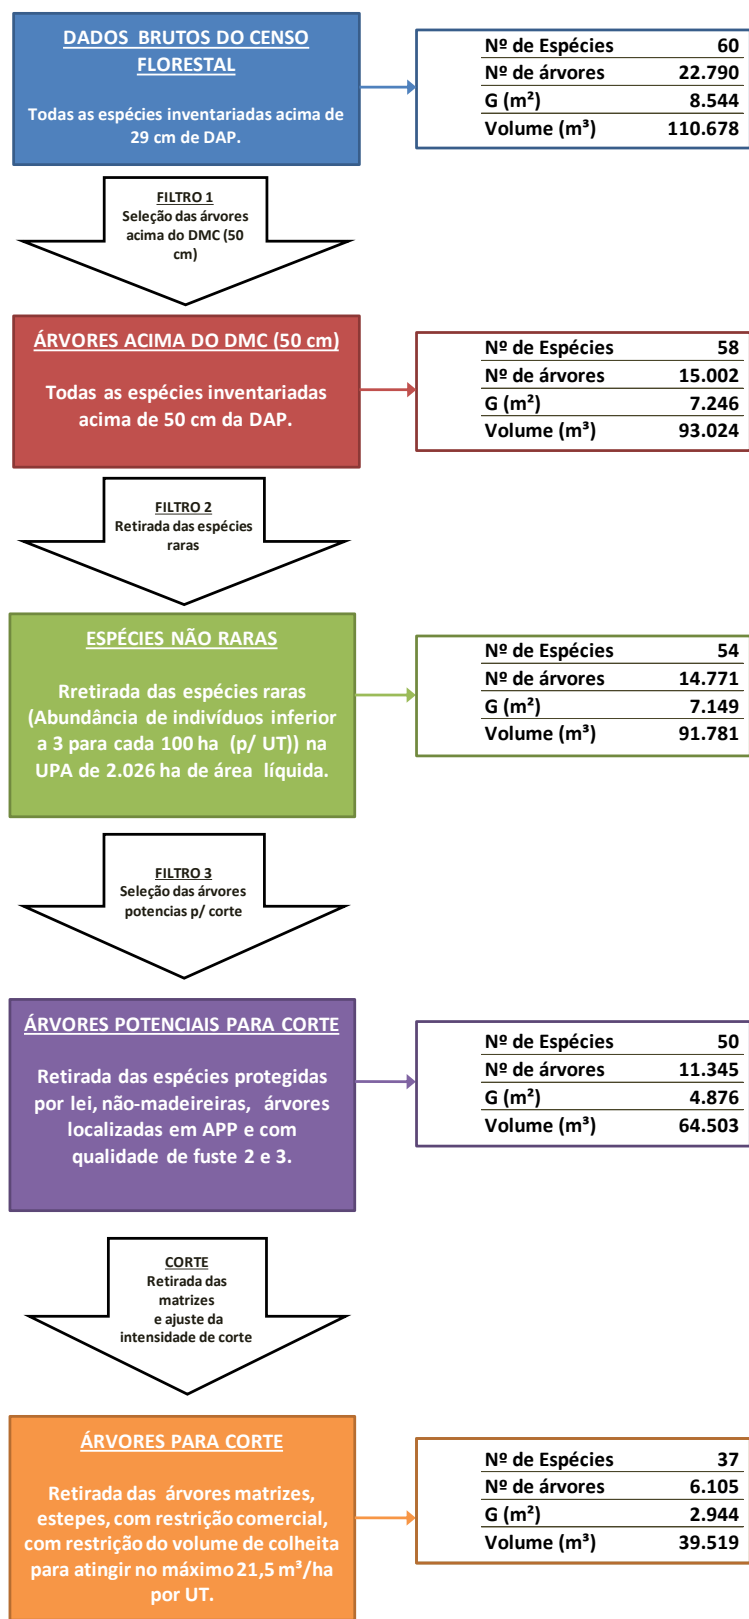 DADOS BRUTOS DO CENSO
FLORESTAL
Todas as espécies inventariadas acima de
29 cm de DAP.
Nº de Espécies 60
Nº de árvores 22.790
G (m²) 8.544
Volume (m³) 110.678
FILTRO 1
Seleção das árvores
acima do DMC (50
cm)
ÁRVORES ACIMA DO DMC (50 cm)
Todas as espécies inventariadas
acima de 50 cm da DAP.
Nº de Espécies 58
Nº de árvores 15.002
G (m²) 7.246
Volume (m³) 93.024
FILTRO 2
Retirada das espécies
raras
ESPÉCIES NÃO RARAS
Rretirada das espécies raras
(Abundância de indivíduos inferior
a 3 para cada 100 ha (p/ UT)) na
UPA de 2.026 ha de área líquida.
Nº de Espécies 54
Nº de árvores 14.771
G (m²) 7.149
Volume (m³) 91.781
FILTRO 3
Seleção das árvores
potencias p/ corte
ÁRVORES POTENCIAIS PARA CORTE
Retirada das espécies protegidas
por lei, não-madeireiras, árvores
localizadas em APP e com
qualidade de fuste 2 e 3.
Nº de Espécies 50
Nº de árvores 11.345
G (m²) 4.876
Volume (m³) 64.503
CORTE
Retirada das
matrizes
e ajuste da
intensidade de corte
ÁRVORES PARA CORTE
Retirada das árvores matrizes,
estepes, com restrição comercial,
com restrição do volume de colheita
para atingir no máximo 21,5 m³/ha
por UT.
Nº de Espécies 37
Nº de árvores 6.105
G (m²) 2.944
Volume (m³) 39.519